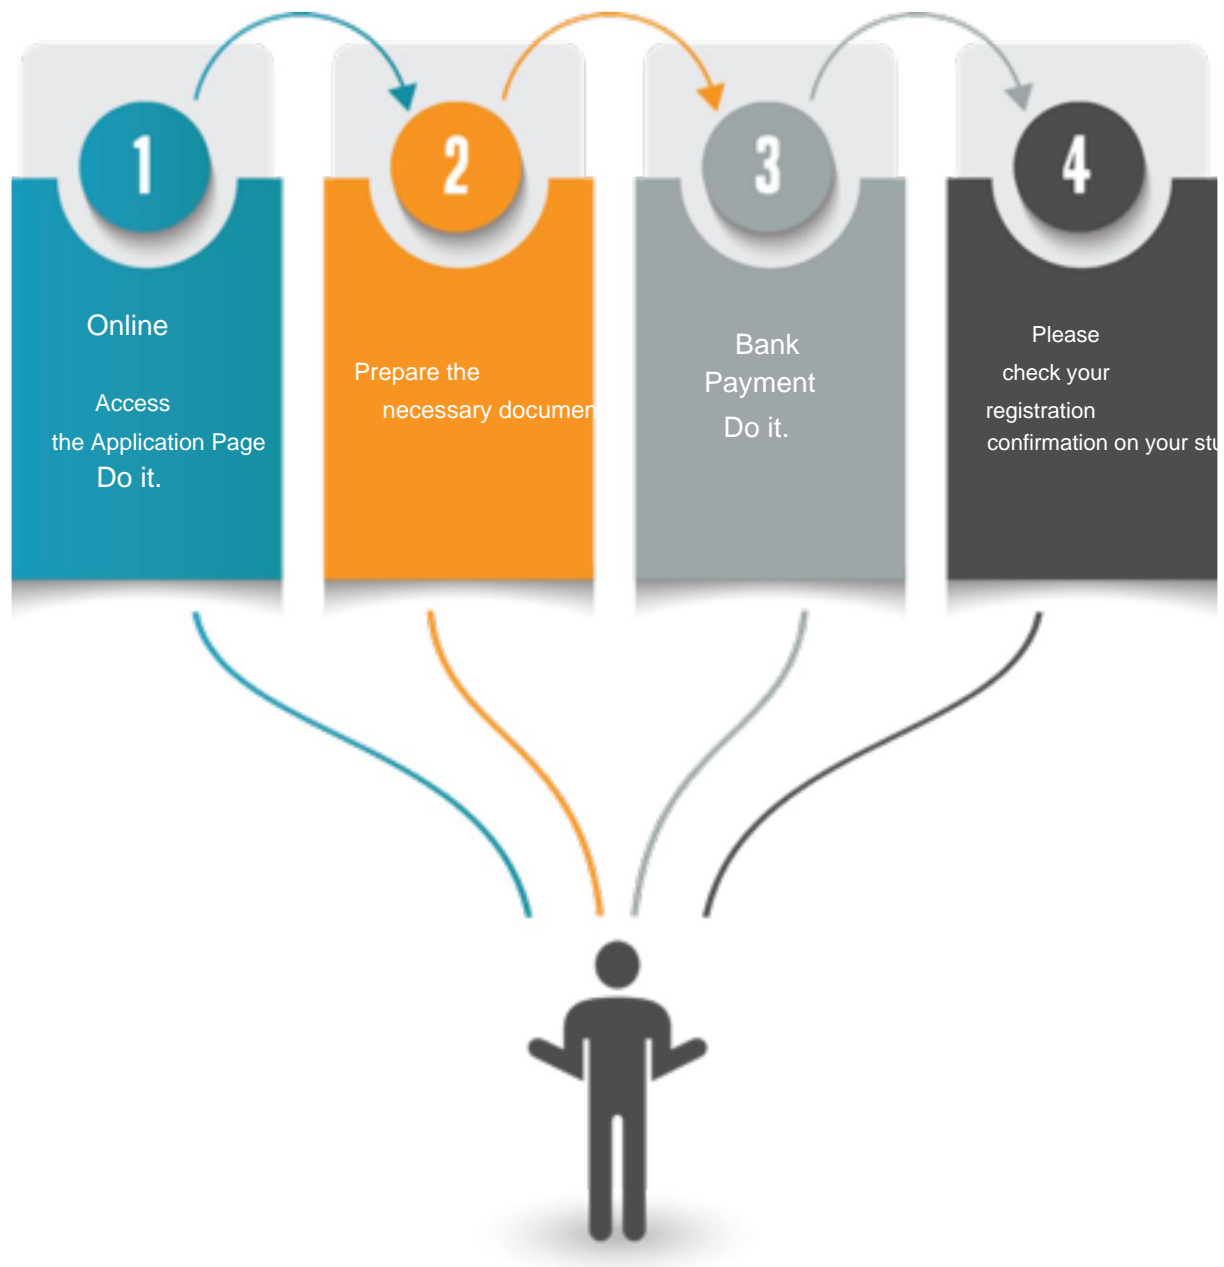 1
Online
Access
the Application Page
Do it.
2
Prepare the
necessary documen
3
Bank
Payment
Do it.
4
Please
check your
registration
confirmation on your stu